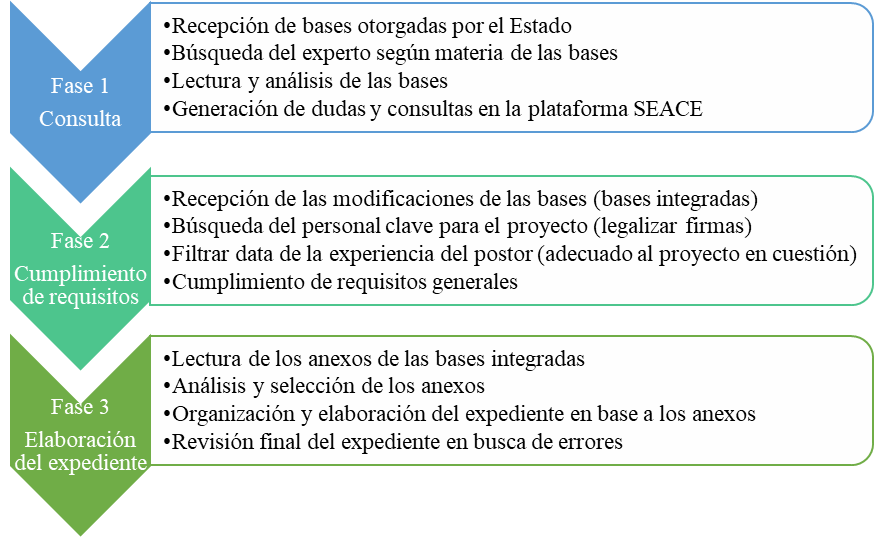 Fase 1
Consulta
•Recepción de bases otorgadas por el Estado
•Búsqueda del experto según materia de las bases
•Lectura y análisis de las bases
•Generación de dudas y consultas en la plataforma SEACE
Fase 2
Cumplimiento
de requisitos
•Recepción de las modificaciones de las bases (bases integradas)
•Búsqueda del personal clave para el proyecto (legalizar firmas)
•Filtrar data de la experiencia del postor (adecuado al proyecto en cuestión)
•Cumplimiento de requisitos generales
Fase 3
Elaboración
del expediente
•Lectura de los anexos de las bases integradas
•Análisis y selección de los anexos
•Organización y elaboración del expediente en base a los anexos
•Revisión final del expediente en busca de errores